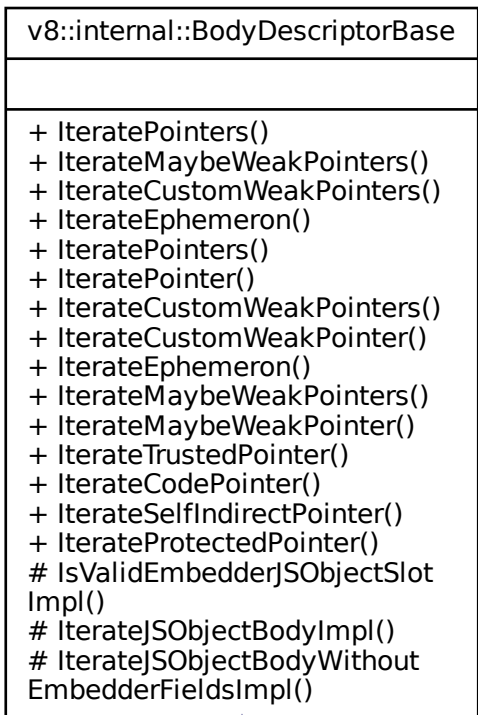 v8::internal::BodyDescriptorBase
+ IteratePointers()
+ IterateMaybeWeakPointers()
+ IterateCustomWeakPointers()
+ IterateEphemeron()
+ IteratePointers()
+ IteratePointer()
+ IterateCustomWeakPointers()
+ IterateCustomWeakPointer()
+ IterateEphemeron()
+ IterateMaybeWeakPointers()
+ IterateMaybeWeakPointer()
+ IterateTrustedPointer()
+ IterateCodePointer()
+ IterateSelfIndirectPointer()
+ IterateProtectedPointer()
# IsValidEmbedderJSObjectSlot
Impl()
# IterateJSObjectBodyImpl()
# IterateJSObjectBodyWithout
EmbedderFieldsImpl()